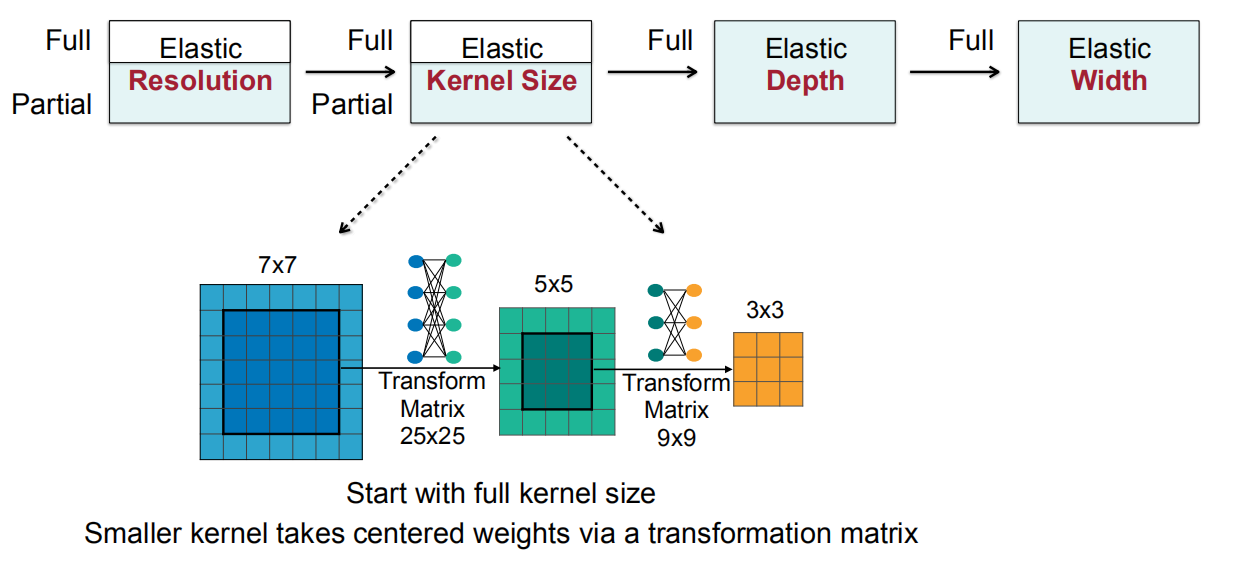 Full
Partial
Elastic
Resolution
Full
Partial
Elastic
Kernel Size
Full
Elastic
Depth
Full
Elastic
Width
7x7
Transform
Matrix
25x25
5x5
Transform
Matrix
9x9
3x3
Start with full kernel size
Smaller kernel takes centered weights via a transformation matrix